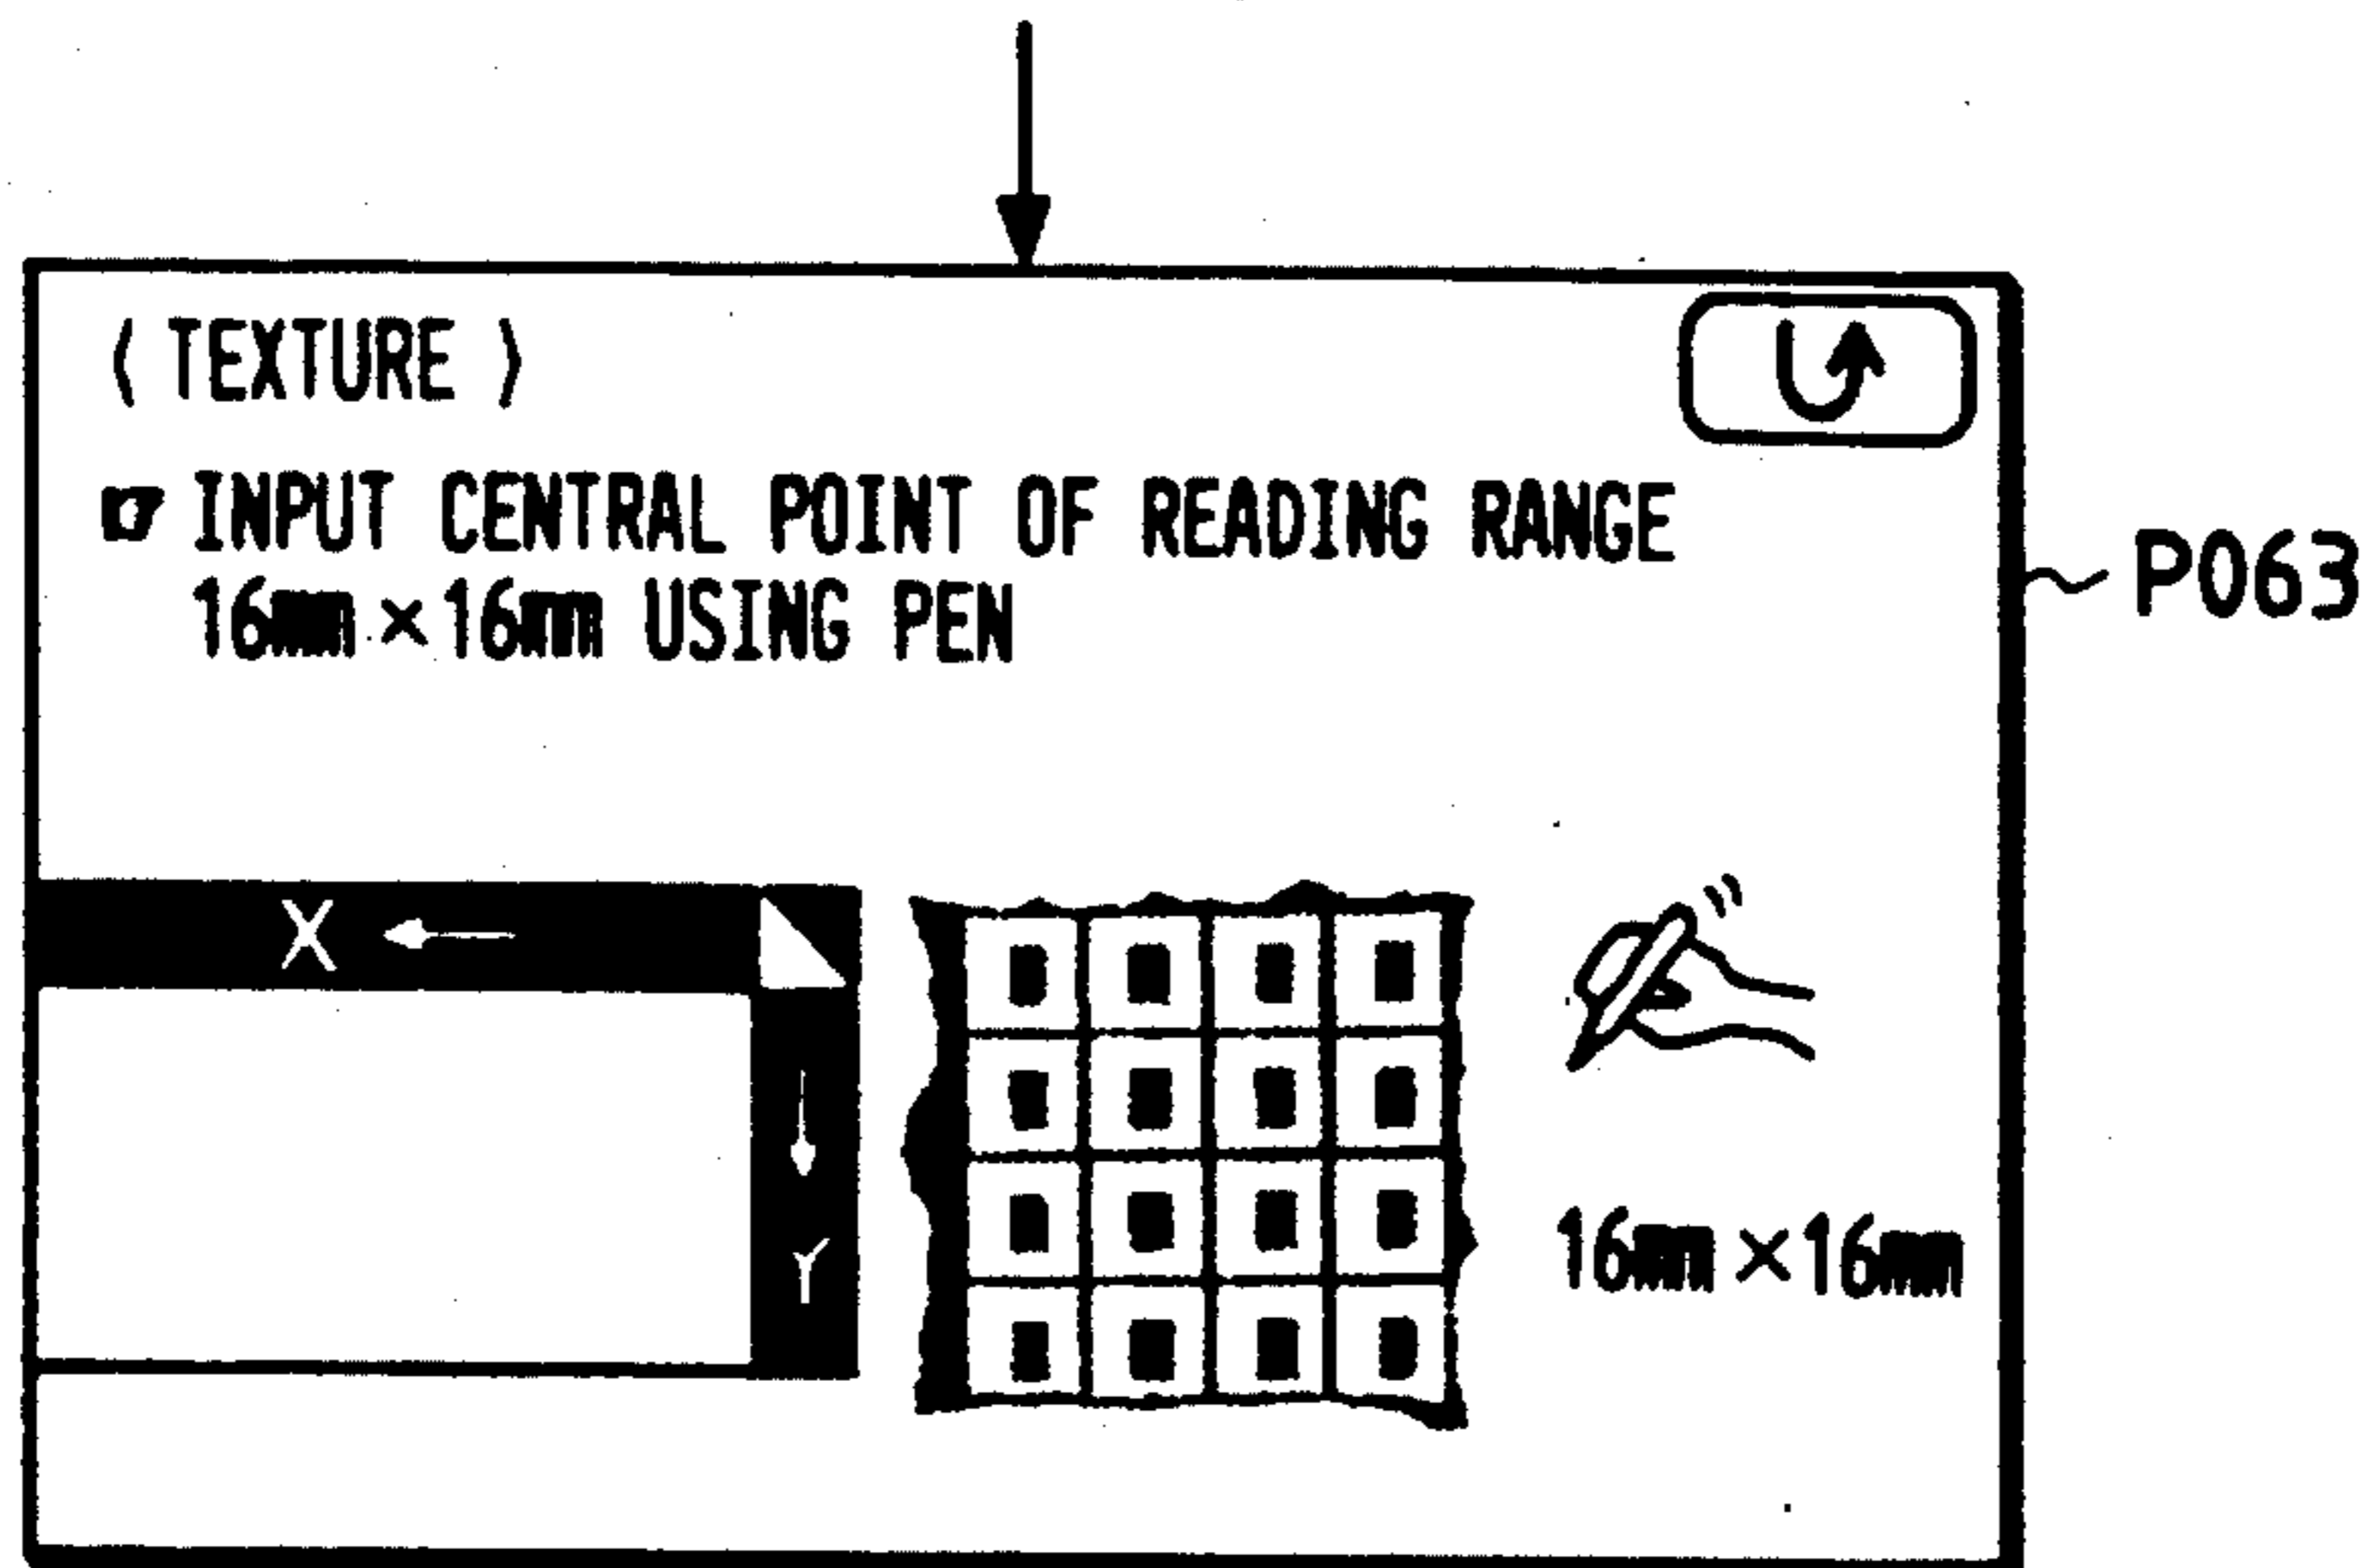 ( TEXTURE )
☞ INPUT CENTRAL POINT OF READING RANGE
16mm×16mm USING PEN
P063
X ←
↓
Y
16mm×16mm